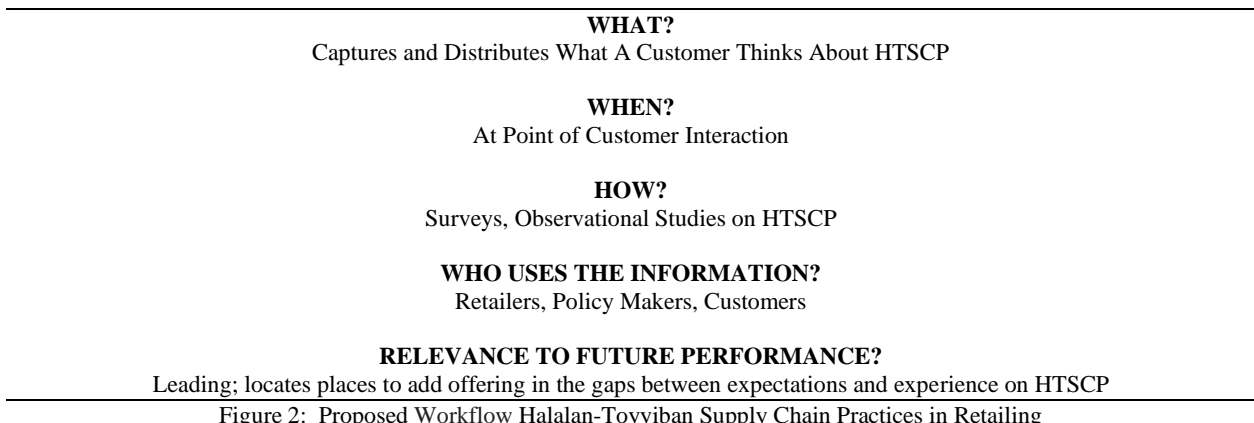 WHAT?
Captures and Distributes What A Customer Thinks About HTSCP
WHEN?
At Point of Customer Interaction
HOW?
Surveys, Observational Studies on HTSCP
WHO USES THE INFORMATION?
Retailers, Policy Makers, Customers
RELEVANCE TO FUTURE PERFORMANCE?
Leading; locates places to add offering in the gaps between expectations and experience on HTSCP
Figure 2: Proposed Workflow Halalan-Toyyiban Supply Chain Practices in Retailing